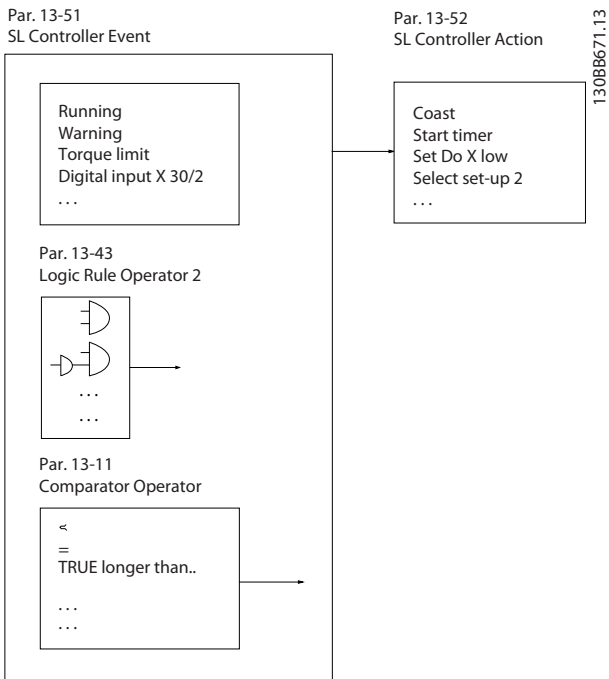 Par. 13-51
SL Controller Event
Par. 13-52
SL Controller Action
130BB671.13
Running
Warning
Torque limit
Digital input X 30/2
. . .
Coast
Start timer
Set Do X low
Select set-up 2
. . .
Par. 13-43
Logic Rule Operator 2
. . .
. . .
Par. 13-11
Comparator Operator
<
=
TRUE longer than..
. . .
. . .